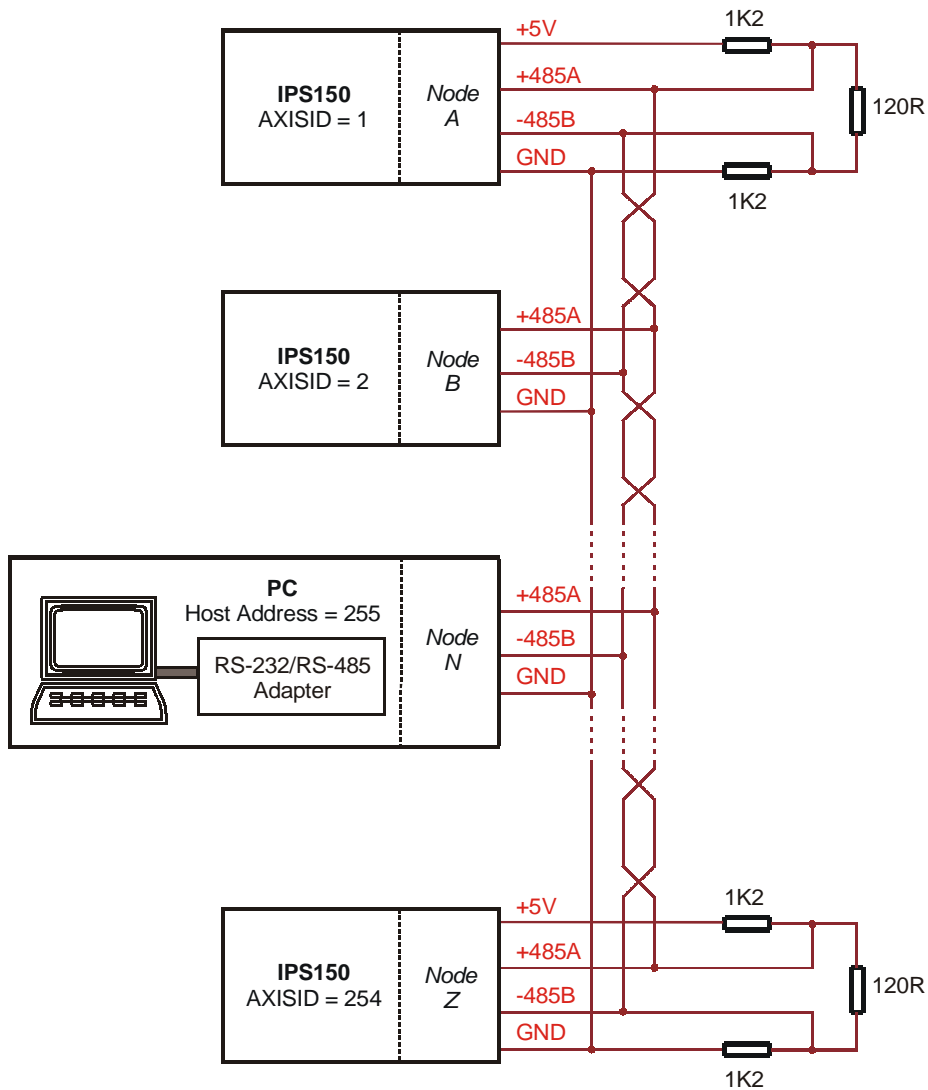 IPS150
AXISID = 1
Node
A
+5V
+485A
-485B
GND
1K2
120R
1K2
IPS150
AXISID = 2
Node
B
+485A
-485B
GND
PC
Host Address = 255
RS-232/RS-485
Adapter
Node
N
+485A
-485B
GND
IPS150
AXISID = 254
Node
Z
+5V
+485A
-485B
GND
1K2
120R
1K2